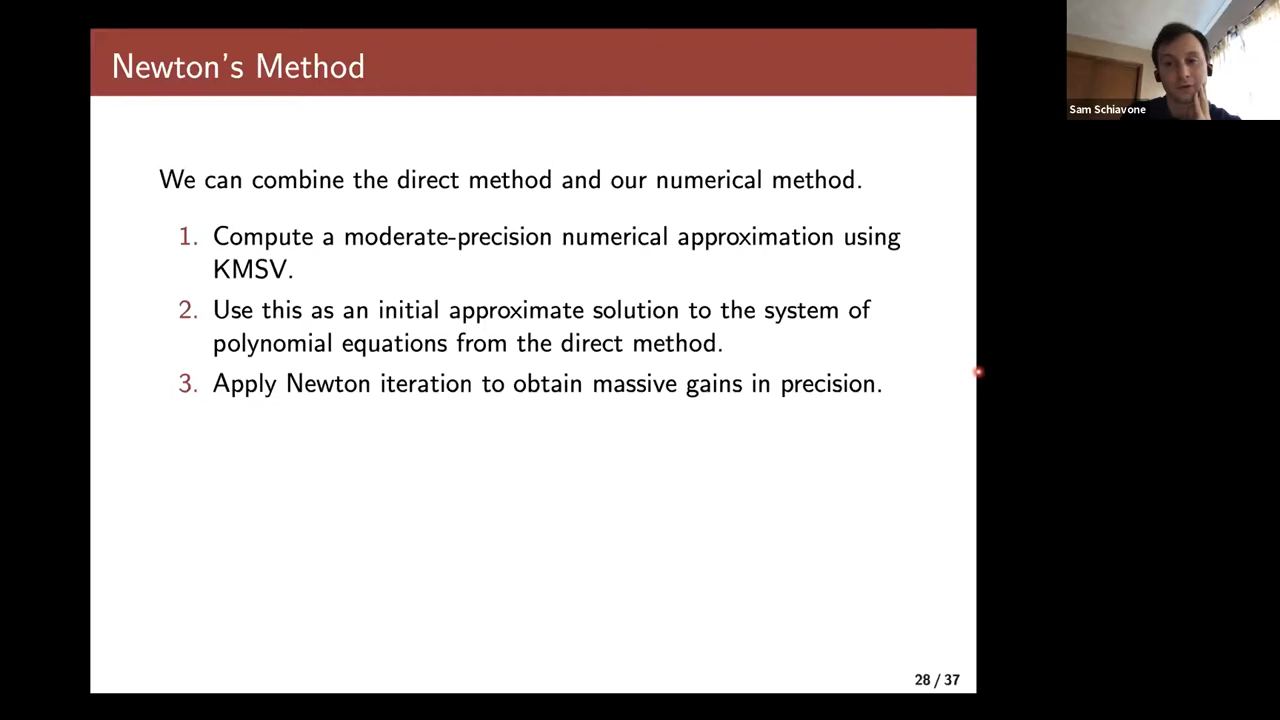 Newton's Method
We can combine the direct method and our numerical method.
1. Compute a moderate-precision numerical approximation using
KMSV.
2. Use this as an initial approximate solution to the system of
polynomial equations from the direct method.
3. Apply Newton iteration to obtain massive gains in precision.
28 / 37
Sam Schiavone